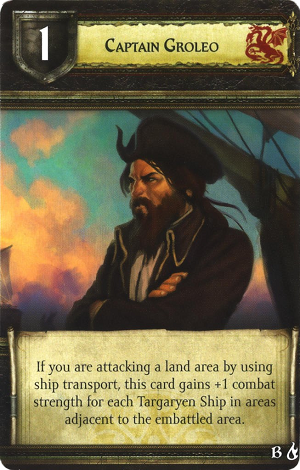 1
Captain Groleo
If you are attacking a land area by using
ship transport, this card gains +1 combat
strength for each Targaryen Ship in areas
adjacent to the embattled area.
B